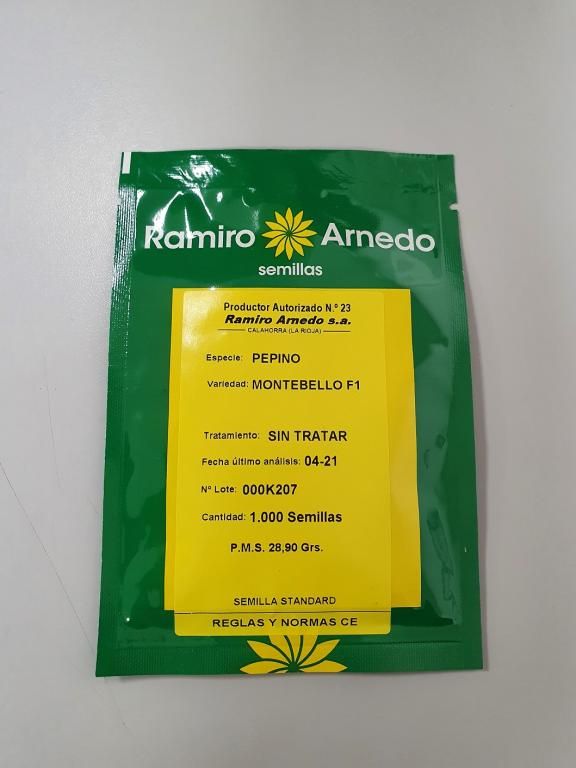 Ramiro Arnedo
semillas
Productor Autorizado N.º 23
Ramiro Arnedo s.a.
CALAHORRA (LA RIOJA)
Especie: PEPINO
Variedad: MONTEBELLO F1
Tratamiento: SIN TRATAR
Fecha último análisis: 04-21
Nº Lote: 000K207
Cantidad: 1.000 Semillas
P.M.S. 28,90 Grs.
SEMILLA STANDARD
REGLAS Y NORMAS CE